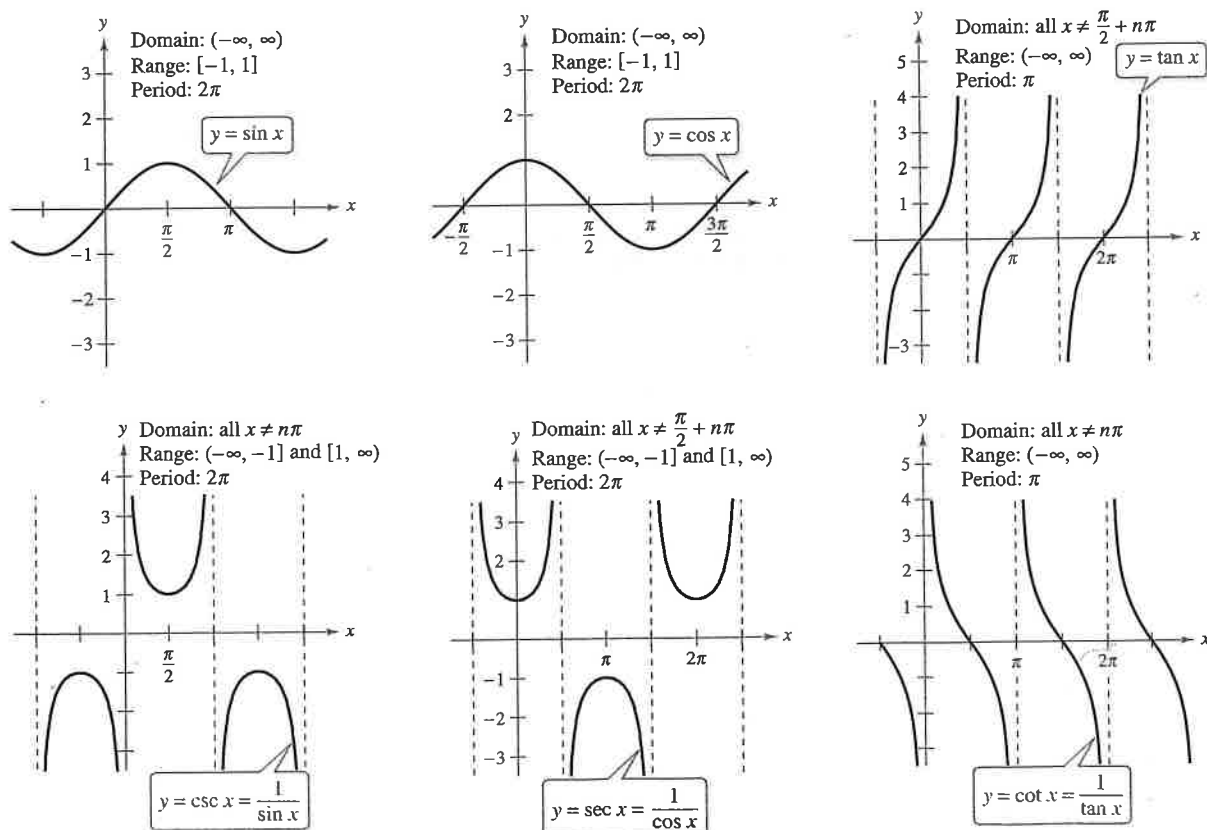 y
Domain: (-∞, ∞)
Range: [-1, 1]
Period: 2π
3
2
1
-1
-2
-3
y = sin x
π/2
π
x
y
Domain: (-∞, ∞)
Range: [-1, 1]
Period: 2π
3
2
-1
-2
-3
y = cos x
-π/2
π/2
π
3π/2
x
y
Domain: all x ≠ π/2 + nπ
Range: (-∞, ∞)
Period: π
5
4
3
2
1
-3
y = tan x
π
2π
x
y
Domain: all x ≠ nπ
Range: (-∞, -1] and [1, ∞)
Period: 2π
4
3
2
1
π/2
x
y = csc x = 1/sin x
y
Domain: all x ≠ π/2 + nπ
Range: (-∞, -1] and [1, ∞)
Period: 2π
4
3
2
-1
-2
-3
π
2π
x
y = sec x = 1/cos x
y
Domain: all x ≠ nπ
Range: (-∞, ∞)
Period: π
5
4
3
2
1
π
2π
x
y = cot x = 1/tan x